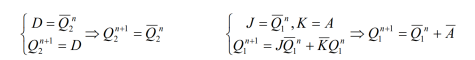 { D = Q̅₂ⁿ
Q₂ⁿ⁺¹ = D ⇒ Q₂ⁿ⁺¹ = Q̅₂ⁿ
{ J = Q̅₁ⁿ, K = A
Q₁ⁿ⁺¹ = JQ̅₁ⁿ + K̅Q₁ⁿ ⇒ Q₁ⁿ⁺¹ = Q̅₁ⁿ + A̅